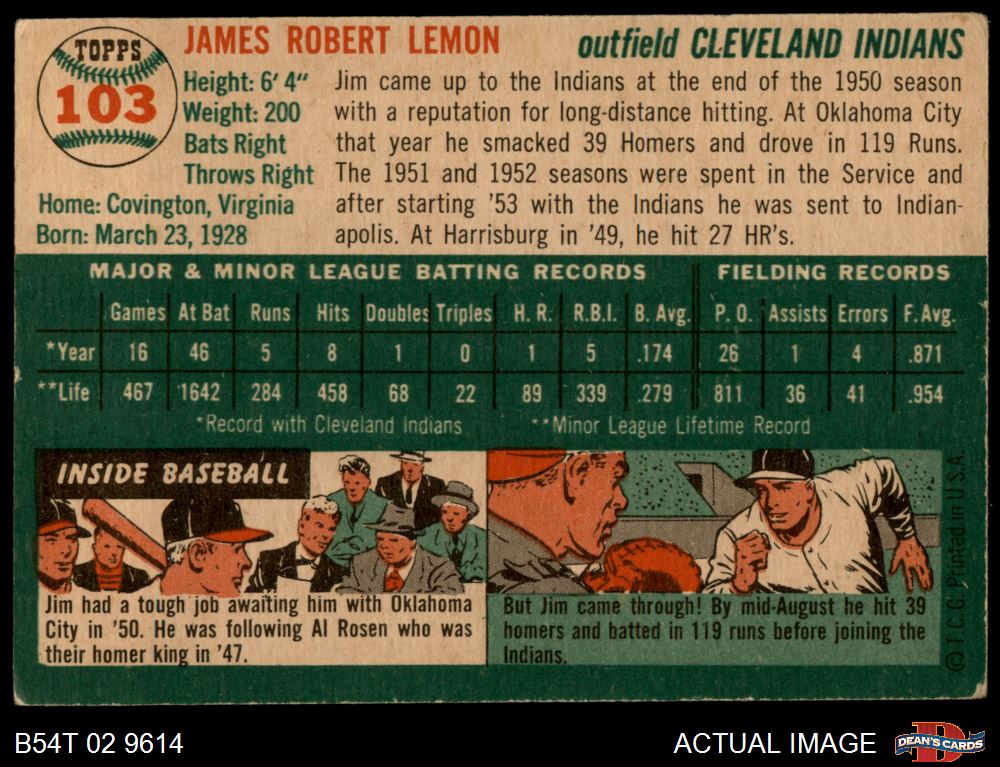 TOPPS
103
JAMES ROBERT LEMON
outfield CLEVELAND INDIANS
Height: 6' 4"
Weight: 200
Bats Right
Throws Right
Home: Covington, Virginia
Born: March 23, 1928
Jim came up to the Indians at the end of the 1950 season
with a reputation for long-distance hitting. At Oklahoma City
that year he smacked 39 Homers and drove in 119 Runs.
The 1951 and 1952 seasons were spent in the Service and
after starting '53 with the Indians he was sent to Indian-
apolis. At Harrisburg in '49, he hit 27 HR's.
MAJOR & MINOR LEAGUE BATTING RECORDS FIELDING RECORDS
Games At Bat Runs Hits Doubles Triples H. R. R.B.I. B. Avg. P. O. Assists Errors F. Avg.
*Year 16 46 5 8 1 0 1 5 .174 26 1 4 .871
**Life 467 1642 284 458 68 22 89 339 .279 811 36 41 .954
*Record with Cleveland Indians **Minor League Lifetime Record
INSIDE BASEBALL
Jim had a tough job awaiting him with Oklahoma
City in '50. He was following Al Rosen who was
their homer king in '47.
But Jim came through! By mid-August he hit 39
homers and batted in 119 runs before joining the
Indians.
© T.C.G. Printed in U.S.A.
B54T 02 9614
ACTUAL IMAGE
DEAN'S CARDS